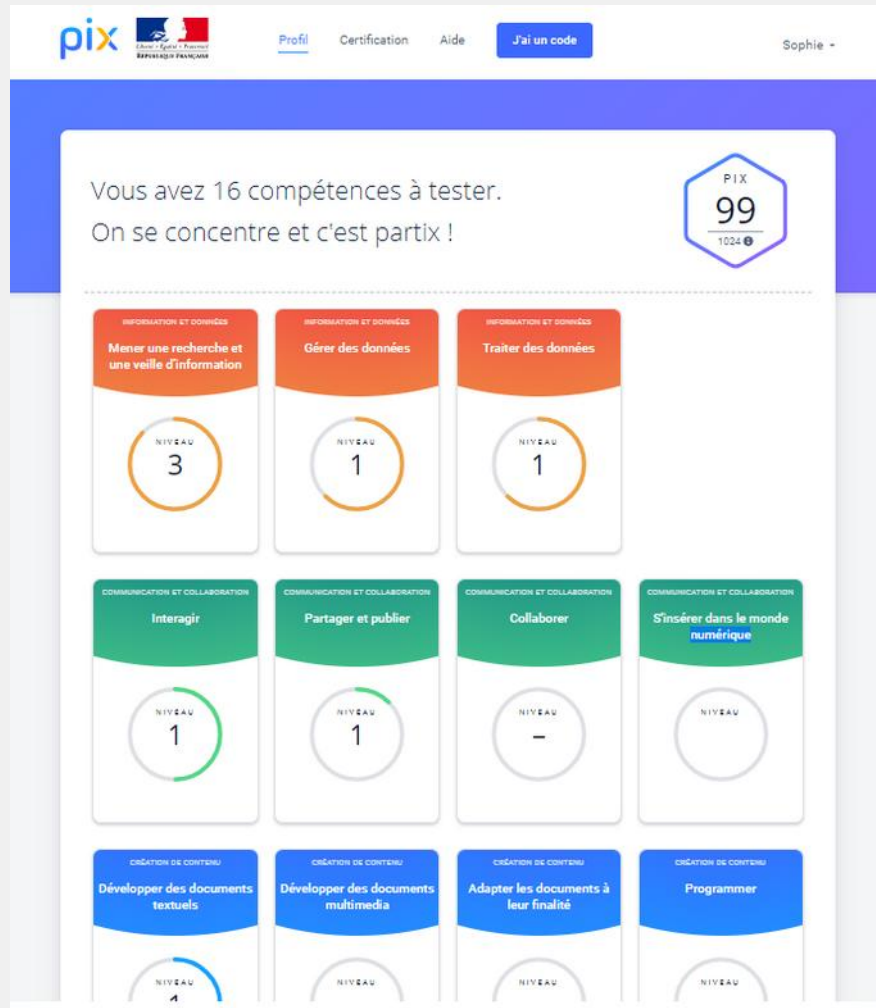 pix
Liberté • Égalité • Fraternité
RÉPUBLIQUE FRANÇAISE
Profil
Certification
Aide
J'ai un code
Sophie
Vous avez 16 compétences à tester.
On se concentre et c'est partix !
PIX
99
1024
INFORMATION ET DONNÉES
Mener une recherche et
une veille d'information
NIVEAU
3
INFORMATION ET DONNÉES
Gérer des données
NIVEAU
1
INFORMATION ET DONNÉES
Traiter des données
NIVEAU
1
COMMUNICATION ET COLLABORATION
Interagir
NIVEAU
1
COMMUNICATION ET COLLABORATION
Partager et publier
NIVEAU
1
COMMUNICATION ET COLLABORATION
Collaborer
NIVEAU
–
COMMUNICATION ET COLLABORATION
S'insérer dans le monde
numérique
NIVEAU
CRÉATION DE CONTENU
Développer des documents
textuels
NIVEAU
1
CRÉATION DE CONTENU
Développer des documents
multimedia
NIVEAU
CRÉATION DE CONTENU
Adapter les documents à
leur finalité
NIVEAU
CRÉATION DE CONTENU
Programmer
NIVEAU